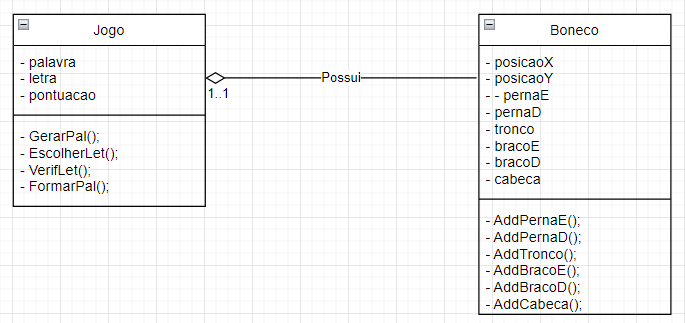 Jogo
- palavra
- letra
- pontuacao
- GerarPal();
- EscolherLet();
- VerifLet();
- FormarPal();
Possui
1..1
Boneco
- posicaoX
- posicaoY
- - pernaE
- pernaD
- tronco
- bracoE
- bracoD
- cabeca
- AddPernaE();
- AddPernaD();
- AddTronco();
- AddBracoE();
- AddBracoD();
- AddCabeca();